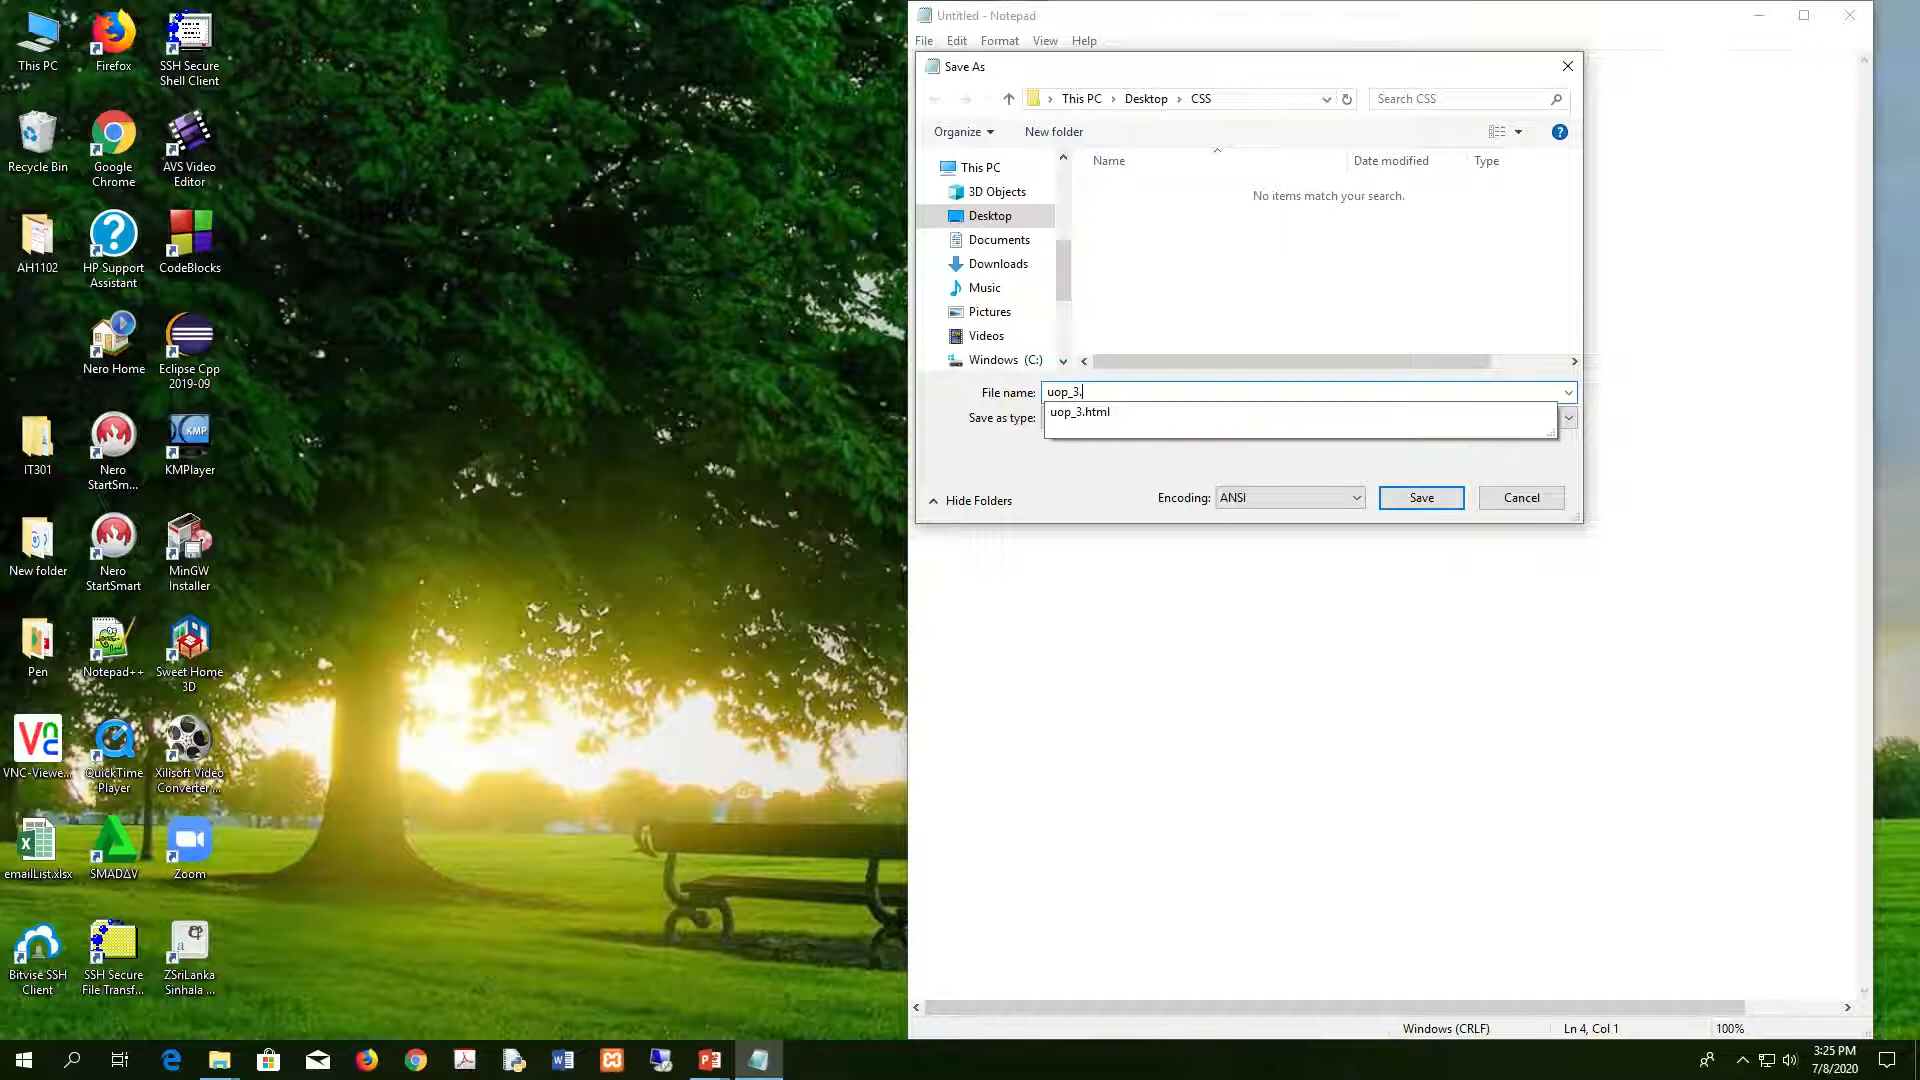 This PC
Firefox
SSH Secure
Shell Client
Recycle Bin
Google
Chrome
AVS Video
Editor
AH1102
HP Support
Assistant
CodeBlocks
Nero Home
Eclipse Cpp
2019-09
IT301
Nero
StartSm...
KMPlayer
New folder
Nero
StartSmart
MinGW
Installer
Pen
Notepad++
Sweet Home
3D
VNC-Viewe...
QuickTime
Player
Xilisoft Video
Converter ...
emailList.xlsx
SMADΔV
Zoom
Bitvise SSH
Client
SSH Secure
File Transf...
ZSriLanka
Sinhala ...
Untitled - Notepad
File Edit Format View Help
Save As
This PC > Desktop > CSS
Search CSS
Organize
New folder
This PC
3D Objects
Desktop
Documents
Downloads
Music
Pictures
Videos
Windows (C:)
Name Date modified Type
No items match your search.
File name: uop_3.
uop_3.html
Save as type:
Hide Folders
Encoding: ANSI
Save
Cancel
Windows (CRLF) Ln 4, Col 1 100%
3:25 PM
7/8/2020